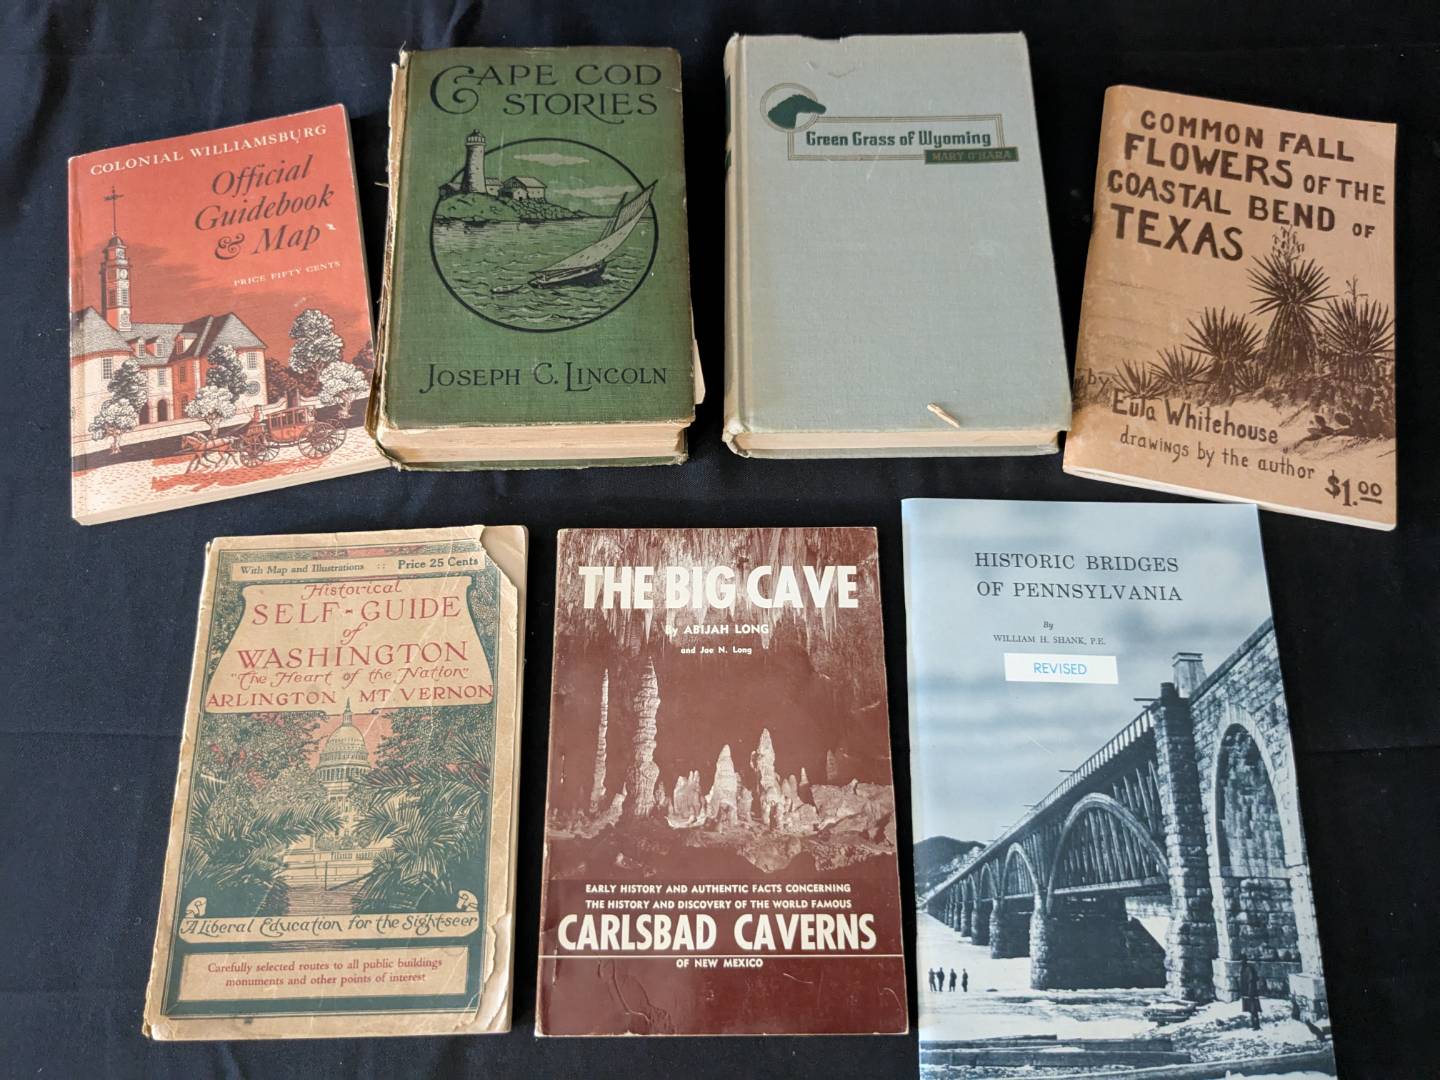 COLONIAL WILLIAMSBURG
Official
Guidebook
& Map
PRICE FIFTY CENTS
CAPE COD
STORIES
JOSEPH C. LINCOLN
Green Grass of Wyoming
MARY O'HARA
COMMON FALL
FLOWERS OF THE
COASTAL BEND OF
TEXAS
by
Eula Whitehouse
drawings by the author
$1.00
With Map and Illustrations :: Price 25 Cents
Historical
SELF-GUIDE
of
WASHINGTON
"The Heart of the Nation"
ARLINGTON MT. VERNON
A Liberal Education for the Sight-seer
Carefully selected routes to all public buildings
monuments and other points of interest
THE BIG CAVE
By ABIJAH LONG
and Joe N. Long
EARLY HISTORY AND AUTHENTIC FACTS CONCERNING
THE HISTORY AND DISCOVERY OF THE WORLD FAMOUS
CARLSBAD CAVERNS
OF NEW MEXICO
HISTORIC BRIDGES
OF PENNSYLVANIA
By
WILLIAM H. SHANK, P.E.
REVISED